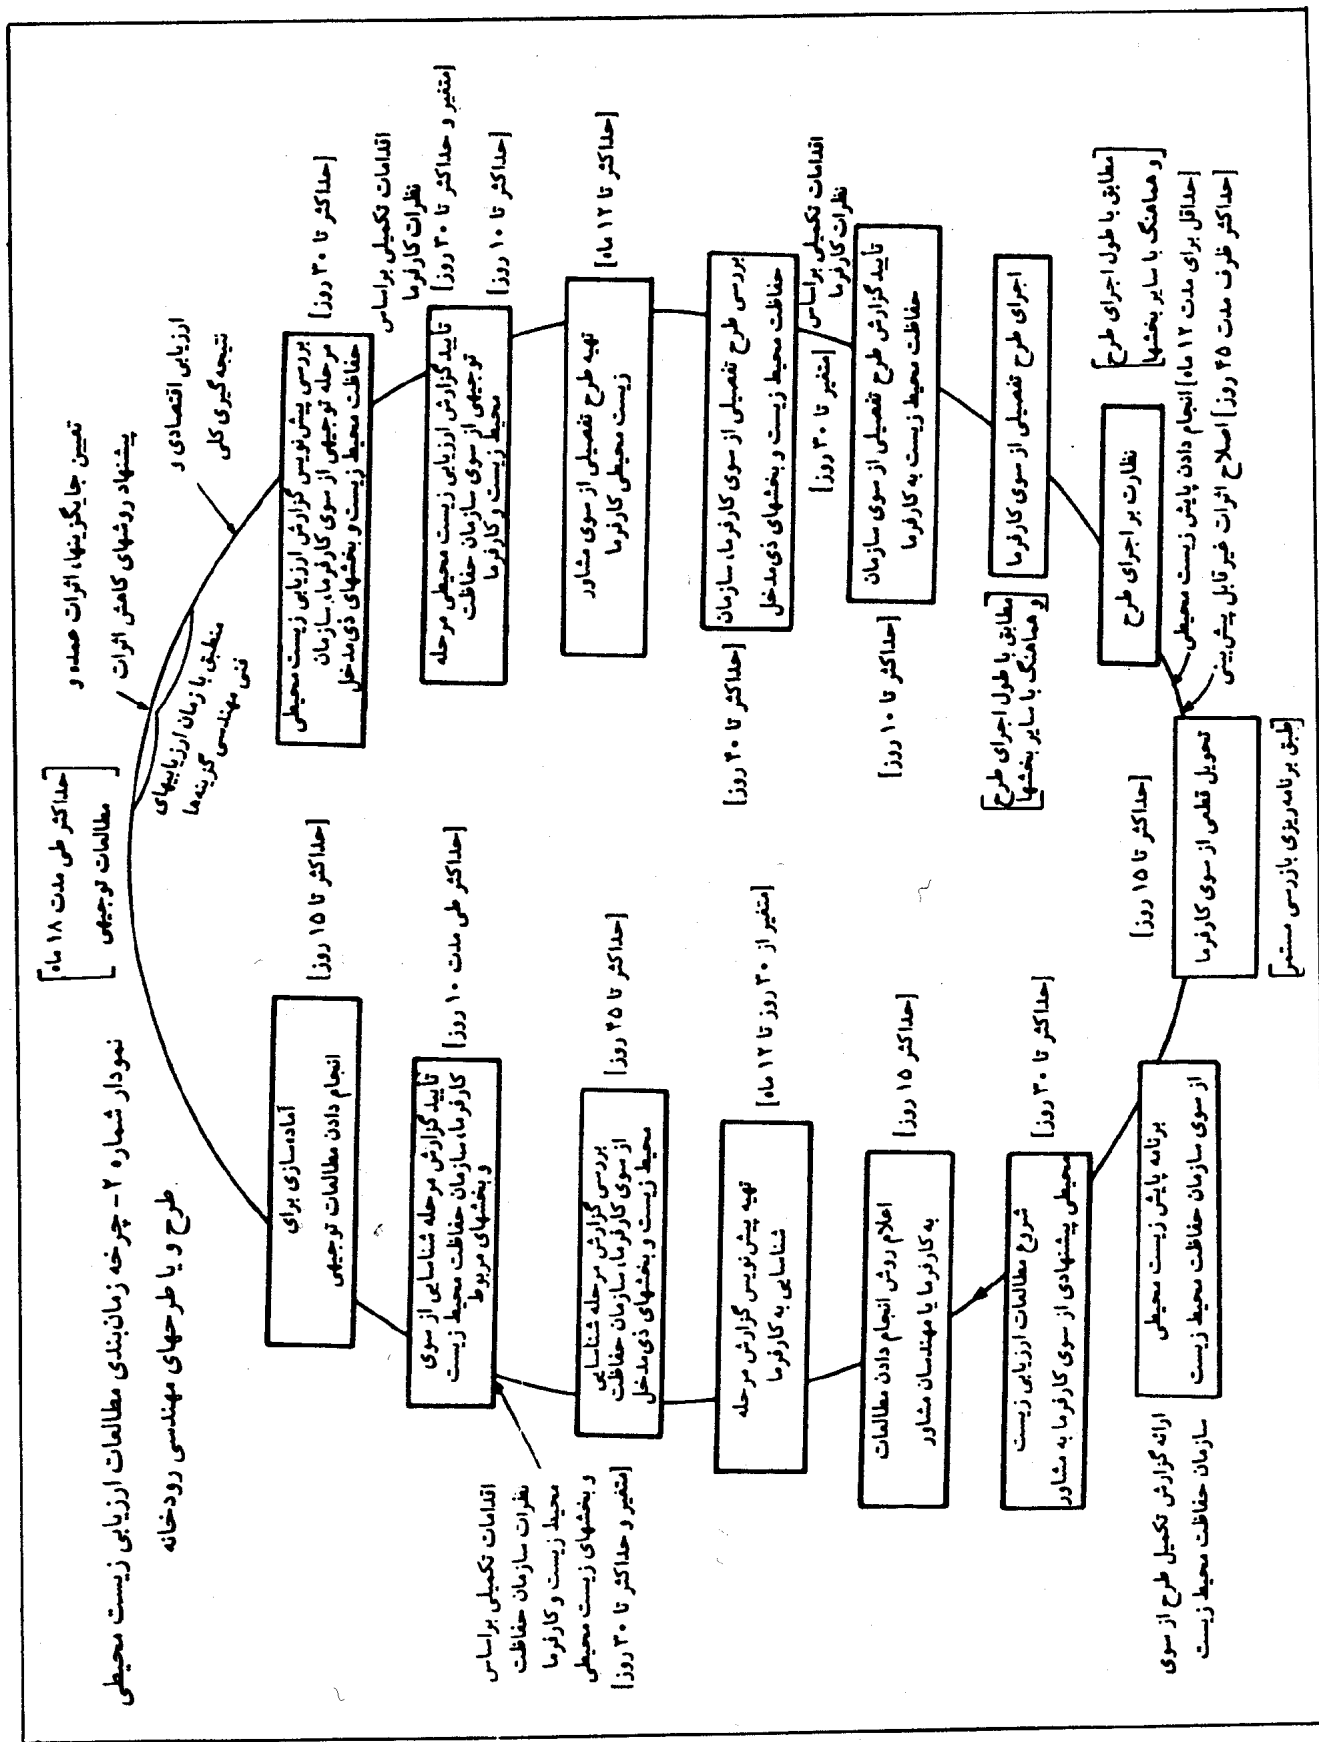 نمودار شماره ۲ - چرخه زمان‌بندی مطالعات ارزیابی زیست محیطی
طرح و یا طرحهای مهندسی رودخانه
شروع مطالعات ارزیابی زیست
محیطی پیشنهادی از سوی کارفرما به مشاور
[حداکثر تا ۳۰ روز]
اعلام روش انجام دادن مطالعات
به کارفرما یا مهندسان مشاور
[حداکثر ۱۵ روز]
تهیه پیش‌نویس گزارش مرحله
شناسایی به کارفرما
[متغیر از ۳۰ روز تا ۱۲ ماه]
بررسی گزارش مرحله شناسایی
از سوی کارفرما، سازمان حفاظت
محیط زیست و بخشهای ذی‌مدخل
[حداکثر تا ۴۵ روز]
اقدامات تکمیلی براساس
نظرات سازمان حفاظت
محیط زیست و کارفرما
و بخشهای زیست محیطی
[متغیر و حداکثر تا ۳۰ روز]
تأیید گزارش مرحله شناسایی از سوی
کارفرما، سازمان حفاظت محیط زیست
و بخشهای مربوط
[حداکثر طی مدت ۱۰ روز]
آماده‌سازی برای
انجام دادن مطالعات توجیهی
[حداکثر تا ۱۵ روز]
[حداکثر طی مدت ۱۸ ماه
مطالعات توجیهی]
منطبق با زمان ارزیابیهای
فنی مهندسی گزینه‌ها
تعیین جایگزینها، اثرات عمده و
پیشنهاد روشهای کاهش اثرات
ارزیابی اقتصادی و
نتیجه‌گیری کلی
بررسی پیش‌نویس گزارش ارزیابی زیست محیطی
مرحله توجیهی از سوی کارفرما، سازمان
حفاظت محیط زیست و بخشهای ذی‌مدخل
[حداکثر تا ۳۰ روز]
اقدامات تکمیلی براساس
نظرات کارفرما
[متغیر و حداکثر تا ۳۰ روز]
تأیید گزارش ارزیابی زیست محیطی مرحله
توجیهی از سوی سازمان حفاظت
محیط زیست و کارفرما
[حداکثر تا ۱۰ روز]
تهیه طرح تفصیلی از سوی مشاور
زیست محیطی کارفرما
[حداکثر تا ۱۲ ماه]
بررسی طرح تفصیلی از سوی کارفرما، سازمان
حفاظت محیط زیست و بخشهای ذی‌مدخل
[حداکثر تا ۴۰ روز]
اقدامات تکمیلی براساس
نظرات کارفرما
[متغیر تا ۳۰ روز]
تأیید گزارش طرح تفصیلی از سوی سازمان
حفاظت محیط زیست به کارفرما
[حداکثر تا ۱۰ روز]
اجرای طرح تفصیلی از سوی کارفرما
[مطابق با طول اجرای طرح
و هماهنگ با سایر بخشها]
نظارت بر اجرای طرح
[مطابق با طول اجرای طرح
و هماهنگ با سایر بخشها]
[حداقل برای مدت ۱۲ ماه] انجام دادن پایش زیست محیطی
[حداکثر ظرف مدت ۴۵ روز] اصلاح اثرات غیرقابل پیش‌بینی
تحویل قطعی از سوی کارفرما
[حداکثر تا ۱۵ روز]
[طبق برنامه‌ریزی بازرسی مستمر]
برنامه پایش زیست محیطی
از سوی سازمان حفاظت محیط زیست
ارائه گزارش تکمیل طرح از سوی
سازمان حفاظت محیط زیست